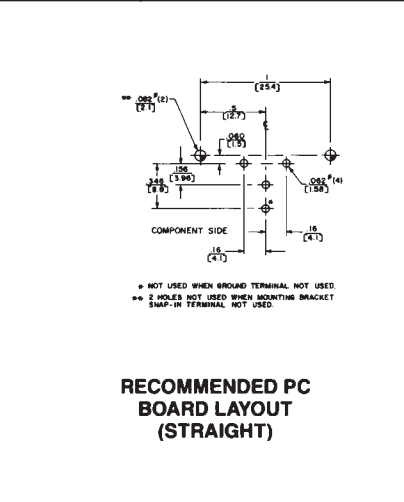 1
[25.4]
** .082 ø (2)
[2.1]
.5
[12.7]
.060
[1.5]
.156
[3.96]
.346
[8.8]
.062 ø (4)
[1.58]
*
COMPONENT SIDE
.16
[4.1]
.16
[4.1]
* NOT USED WHEN GROUND TERMINAL NOT USED.
** 2 HOLES NOT USED WHEN MOUNTING BRACKET
SNAP-IN TERMINAL NOT USED.
RECOMMENDED PC
BOARD LAYOUT
(STRAIGHT)